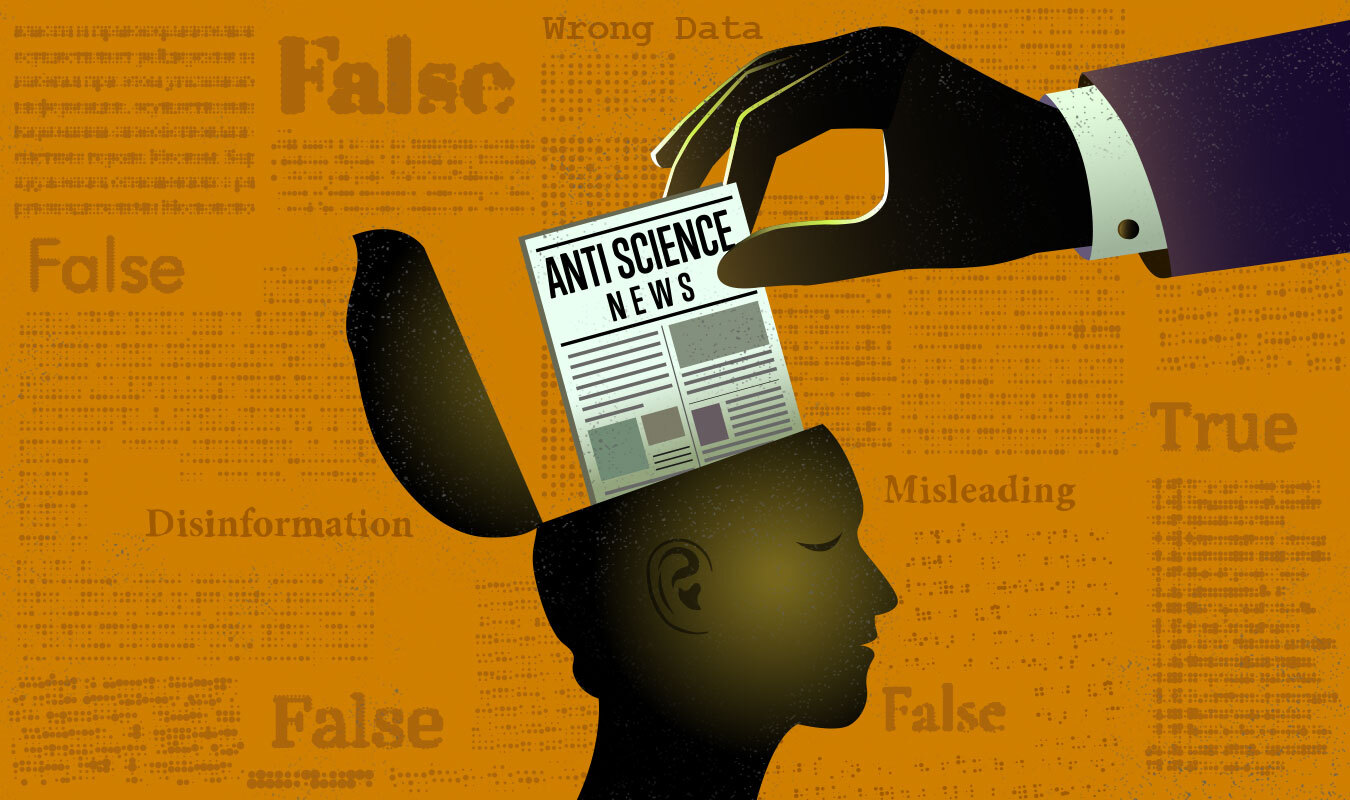 Wrong Data
False
ANTI SCIENCE
NEWS
False
True
Misleading
Disinformation
False
False